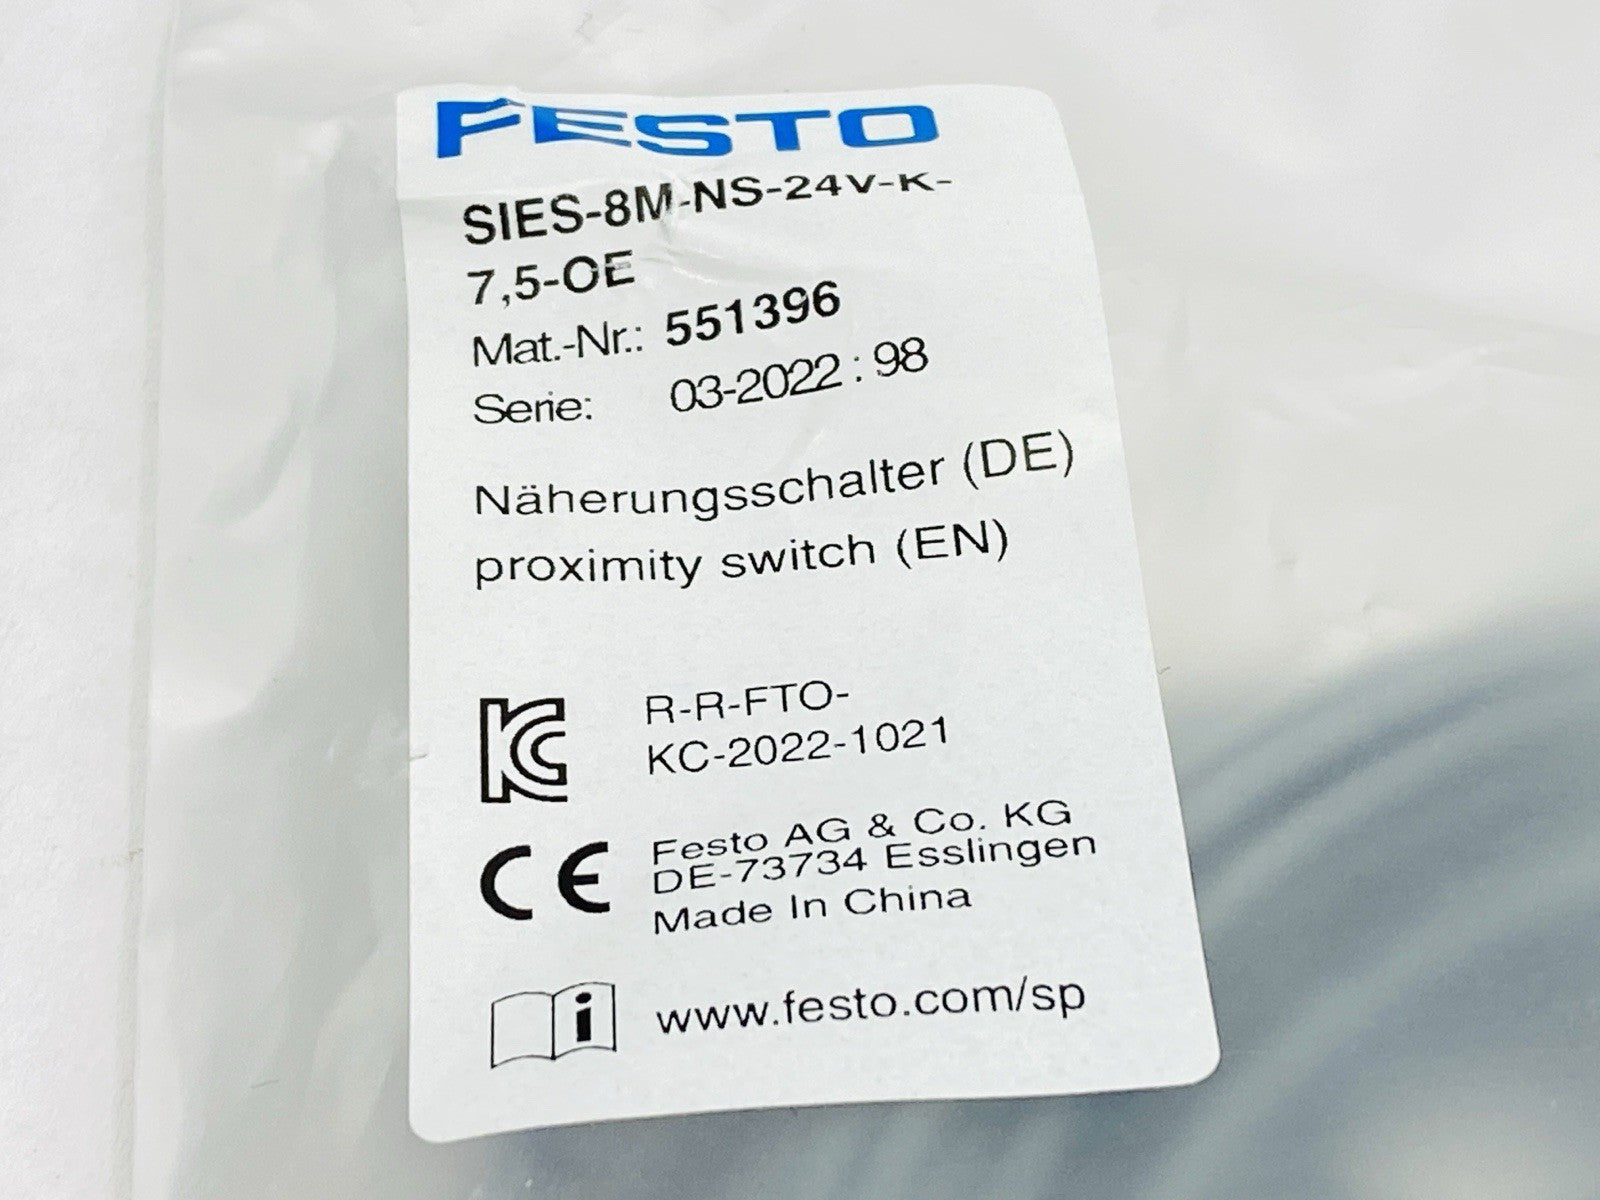 FESTO
SIES-8M-NS-24V-K-
7,5-OE
Mat.-Nr.: 551396
Serie: 03-2022 : 98
Näherungsschalter (DE)
proximity switch (EN)
R-R-FTO-
KC-2022-1021
Festo AG & Co. KG
DE-73734 Esslingen
Made In China
www.festo.com/sp